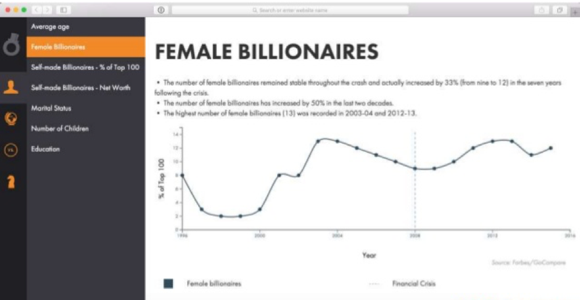 Search or enter website name
Average age
Female Billionaires
Self-made Billionaires - % of Top 100
Self-made Billionaires - Net Worth
Marital Status
Number of Children
Education
FEMALE BILLIONAIRES
• The number of female billionaires remained stable throughout the crash and actually increased by 33% (from nine to 12) in the seven years
following the crisis.
• The number of female billionaires has increased by 50% in the last two decades.
• The highest number of female billionaires (13) was recorded in 2003-04 and 2012-13.
% of Top 100
14
12
10
8
6
4
2
0
1996
2000
2004
2008
2012
2016
Year
Source: Forbes/GoCompare
Female billionaires
Financial Crisis